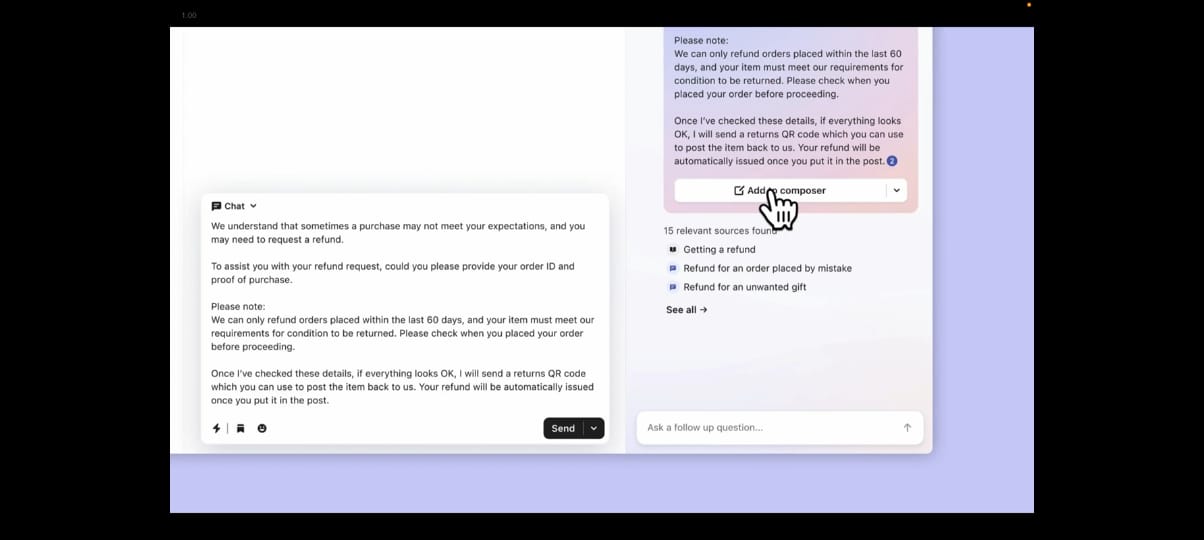 1:00
Please note:
We can only refund orders placed within the last 60
days, and your item must meet our requirements for
condition to be returned. Please check when you
placed your order before proceeding.
Once I've checked these details, if everything looks
OK, I will send a returns QR code which you can use
to post the item back to us. Your refund will be
automatically issued once you put it in the post. 2
Add to composer
15 relevant sources found
Getting a refund
Refund for an order placed by mistake
Refund for an unwanted gift
See all →
Ask a follow up question...
Chat
We understand that sometimes a purchase may not meet your expectations, and you
may need to request a refund.
To assist you with your refund request, could you please provide your order ID and
proof of purchase.
Please note:
We can only refund orders placed within the last 60 days, and your item must meet our
requirements for condition to be returned. Please check when you placed your order
before proceeding.
Once I've checked these details, if everything looks OK, I will send a returns QR code
which you can use to post the item back to us. Your refund will be automatically issued
once you put it in the post.
Send